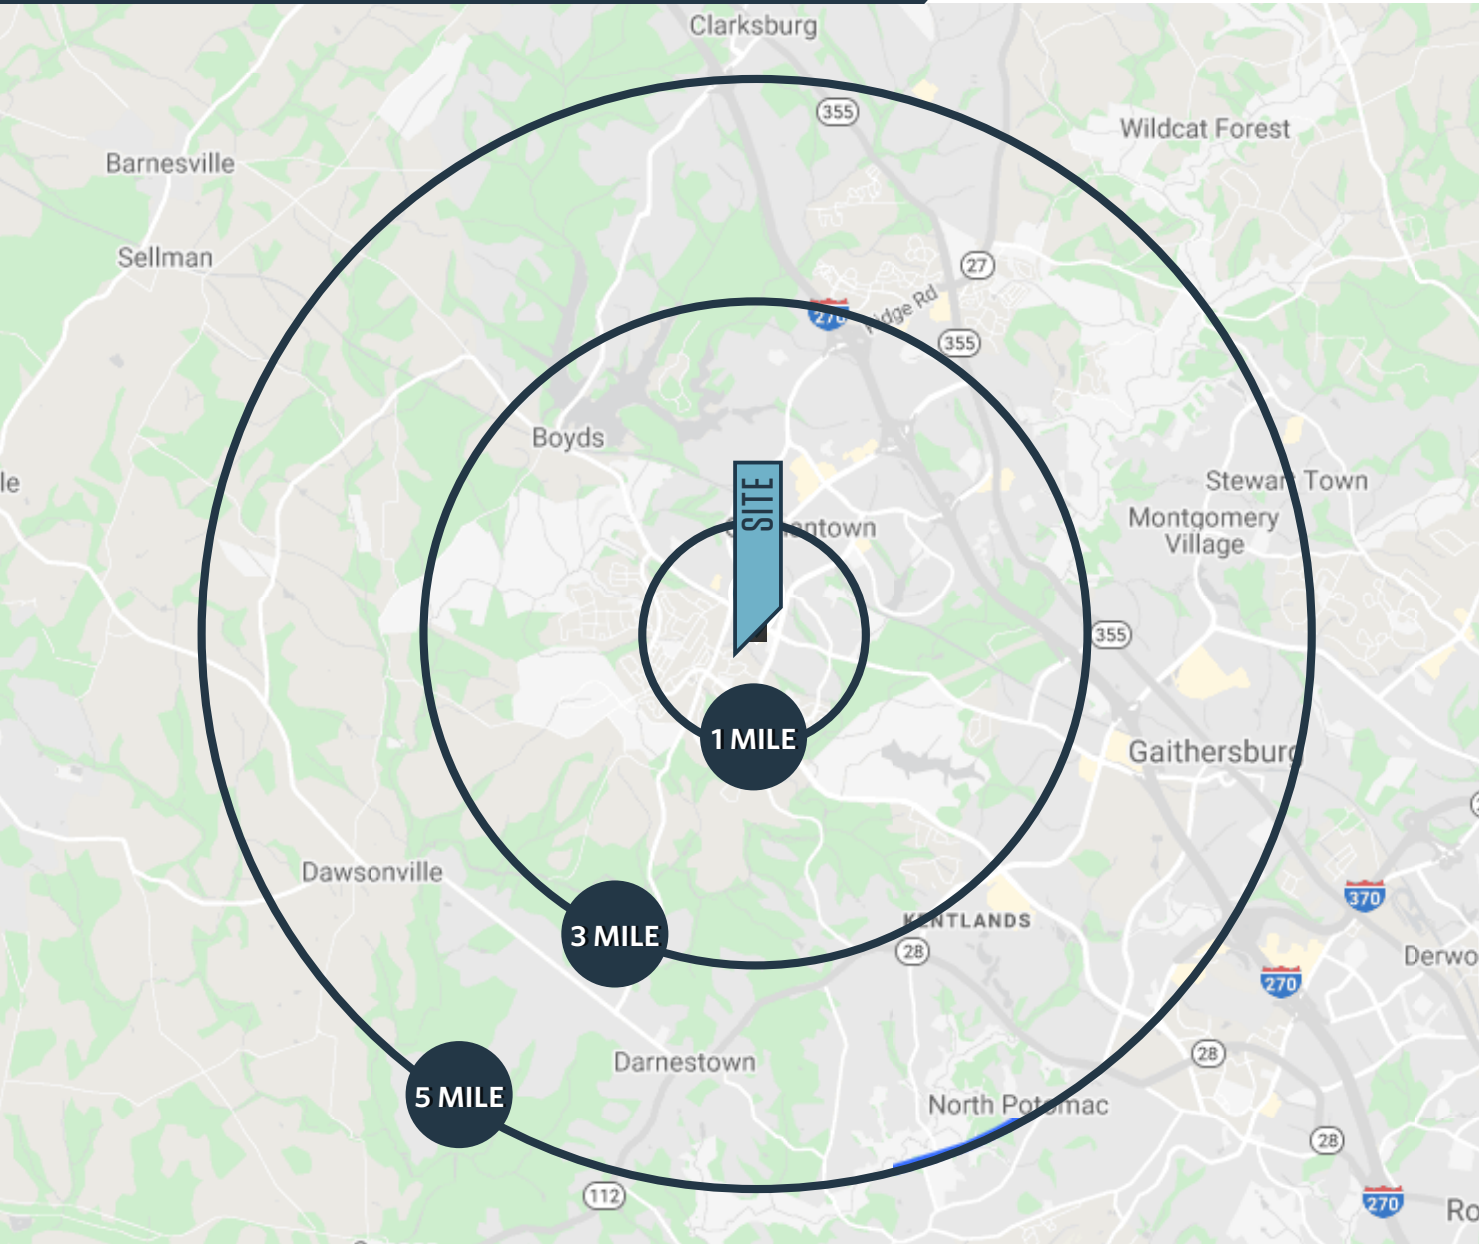 Clarksburg
355
Wildcat Forest
Barnesville
Sellman
27
270
Ridge Rd
355
Boyds
SITE
le
Stewart Town
Montgomery
Village
355
1 MILE
Gaithersburg
Dawsonville
370
KENTLANDS
3 MILE
28
Derwo
270
28
Darnestown
5 MILE
North Potomac
28
112
270
Ro